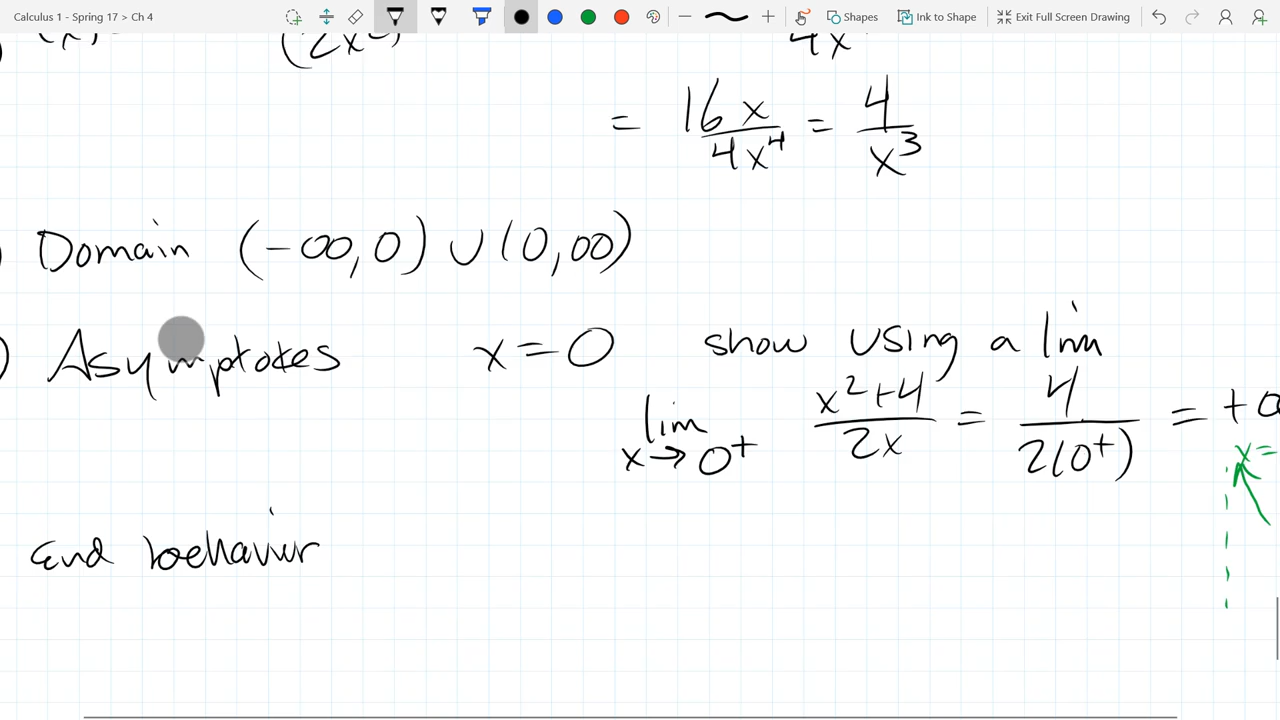 Calculus 1 - Spring 17 > Ch 4
Shapes
Ink to Shape
Exit Full Screen Drawing
= 16x/4x^4 = 4/x^3
Domain (-∞,0) ∪ (0,∞)
Asymptotes x=0 show using a lim
lim x→0+ (x²+4)/(2x) = 4/(2(0+)) = +
x=
end behavior